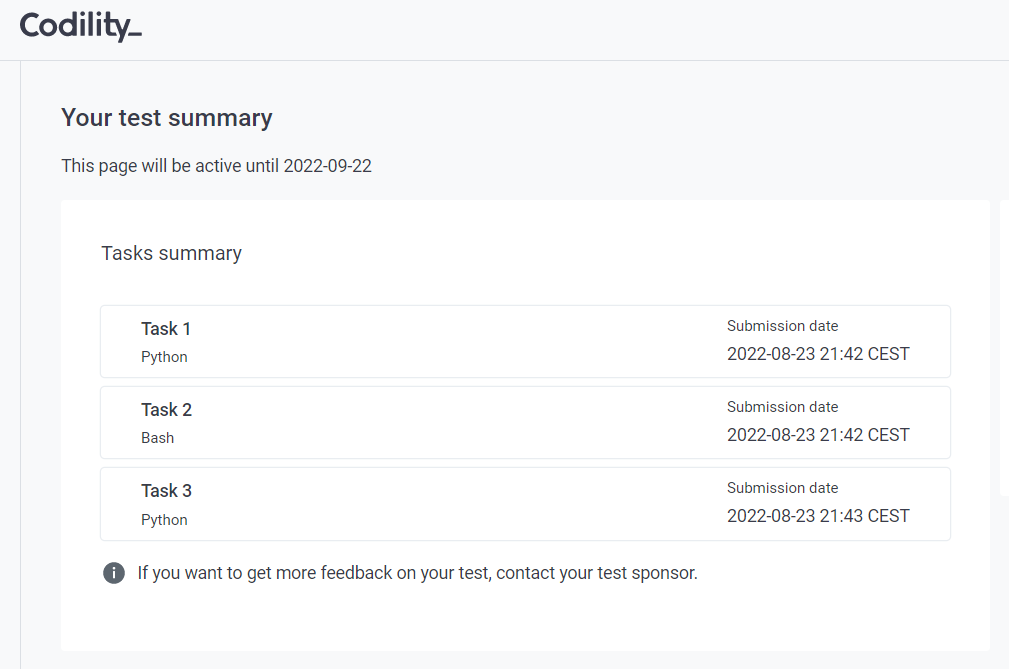 Codility_
Your test summary
This page will be active until 2022-09-22
Tasks summary
Task 1
Python
Submission date
2022-08-23 21:42 CEST
Task 2
Bash
Submission date
2022-08-23 21:42 CEST
Task 3
Python
Submission date
2022-08-23 21:43 CEST
If you want to get more feedback on your test, contact your test sponsor.